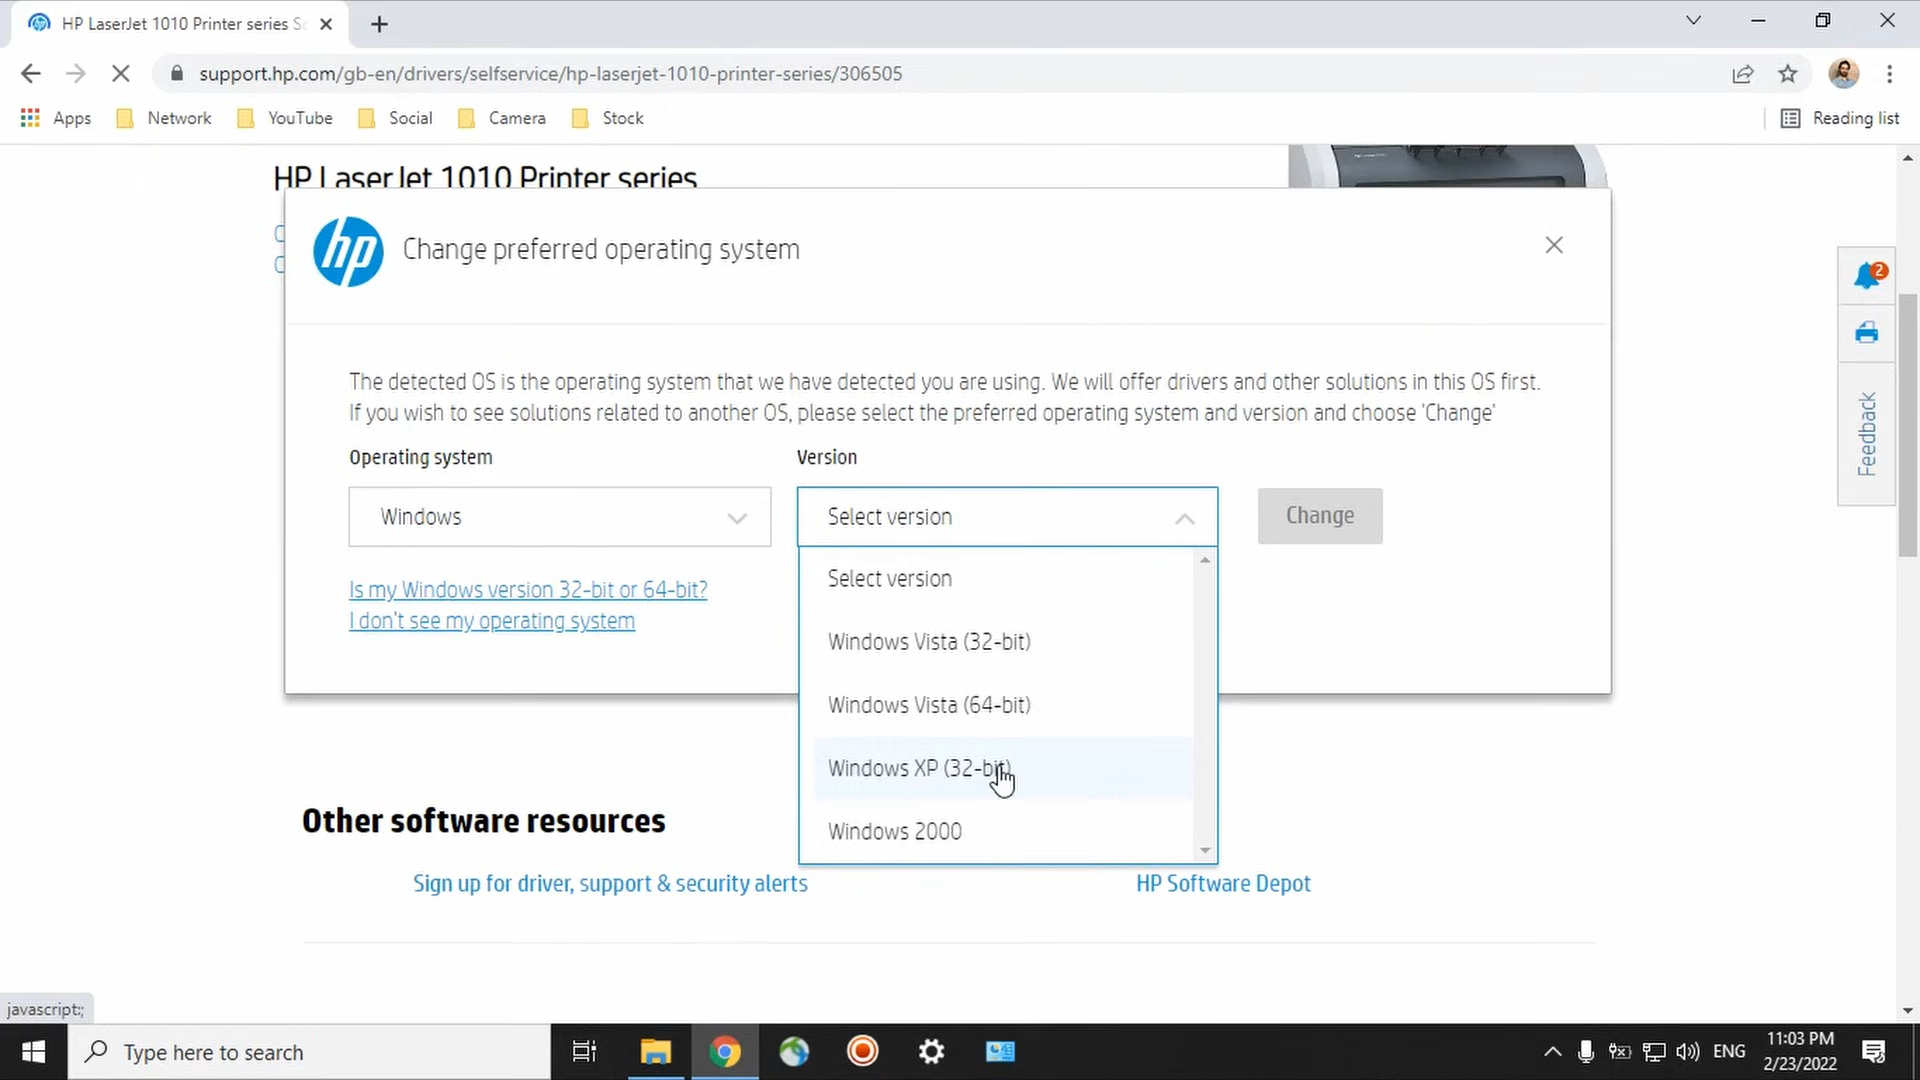 HP LaserJet 1010 Printer series S
support.hp.com/gb-en/drivers/selfservice/hp-laserjet-1010-printer-series/306505
Apps
Network
YouTube
Social
Camera
Stock
Reading list
HP LaserJet 1010 Printer series
hp
Change preferred operating system
2
The detected OS is the operating system that we have detected you are using. We will offer drivers and other solutions in this OS first.
If you wish to see solutions related to another OS, please select the preferred operating system and version and choose 'Change'
Feedback
Operating system
Version
Windows
Select version
Change
Is my Windows version 32-bit or 64-bit?
I don't see my operating system
Select version
Windows Vista (32-bit)
Windows Vista (64-bit)
Windows XP (32-bit)
Windows 2000
Other software resources
Sign up for driver, support & security alerts
HP Software Depot
javascript:;
Type here to search
ENG
11:03 PM
2/23/2022